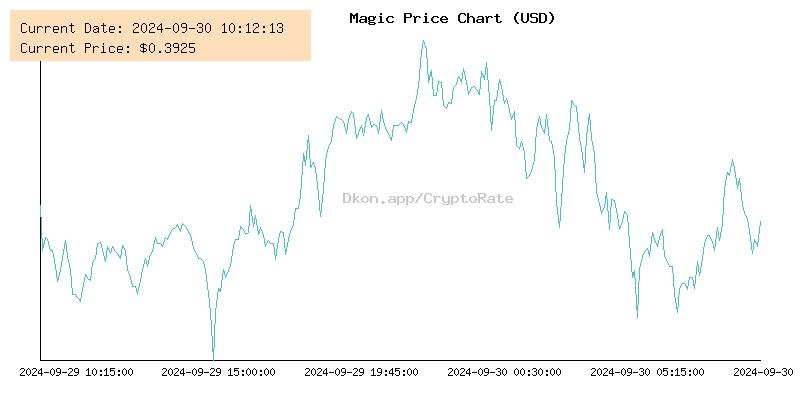 Magic Price Chart (USD)
Current Date: 2024-09-30 10:12:13
Current Price: $0.3925
Dkon.app/CryptoRate
2024-09-29 10:15:00 2024-09-29 15:00:00 2024-09-29 19:45:00 2024-09-30 00:30:00 2024-09-30 05:15:00 2024-09-30